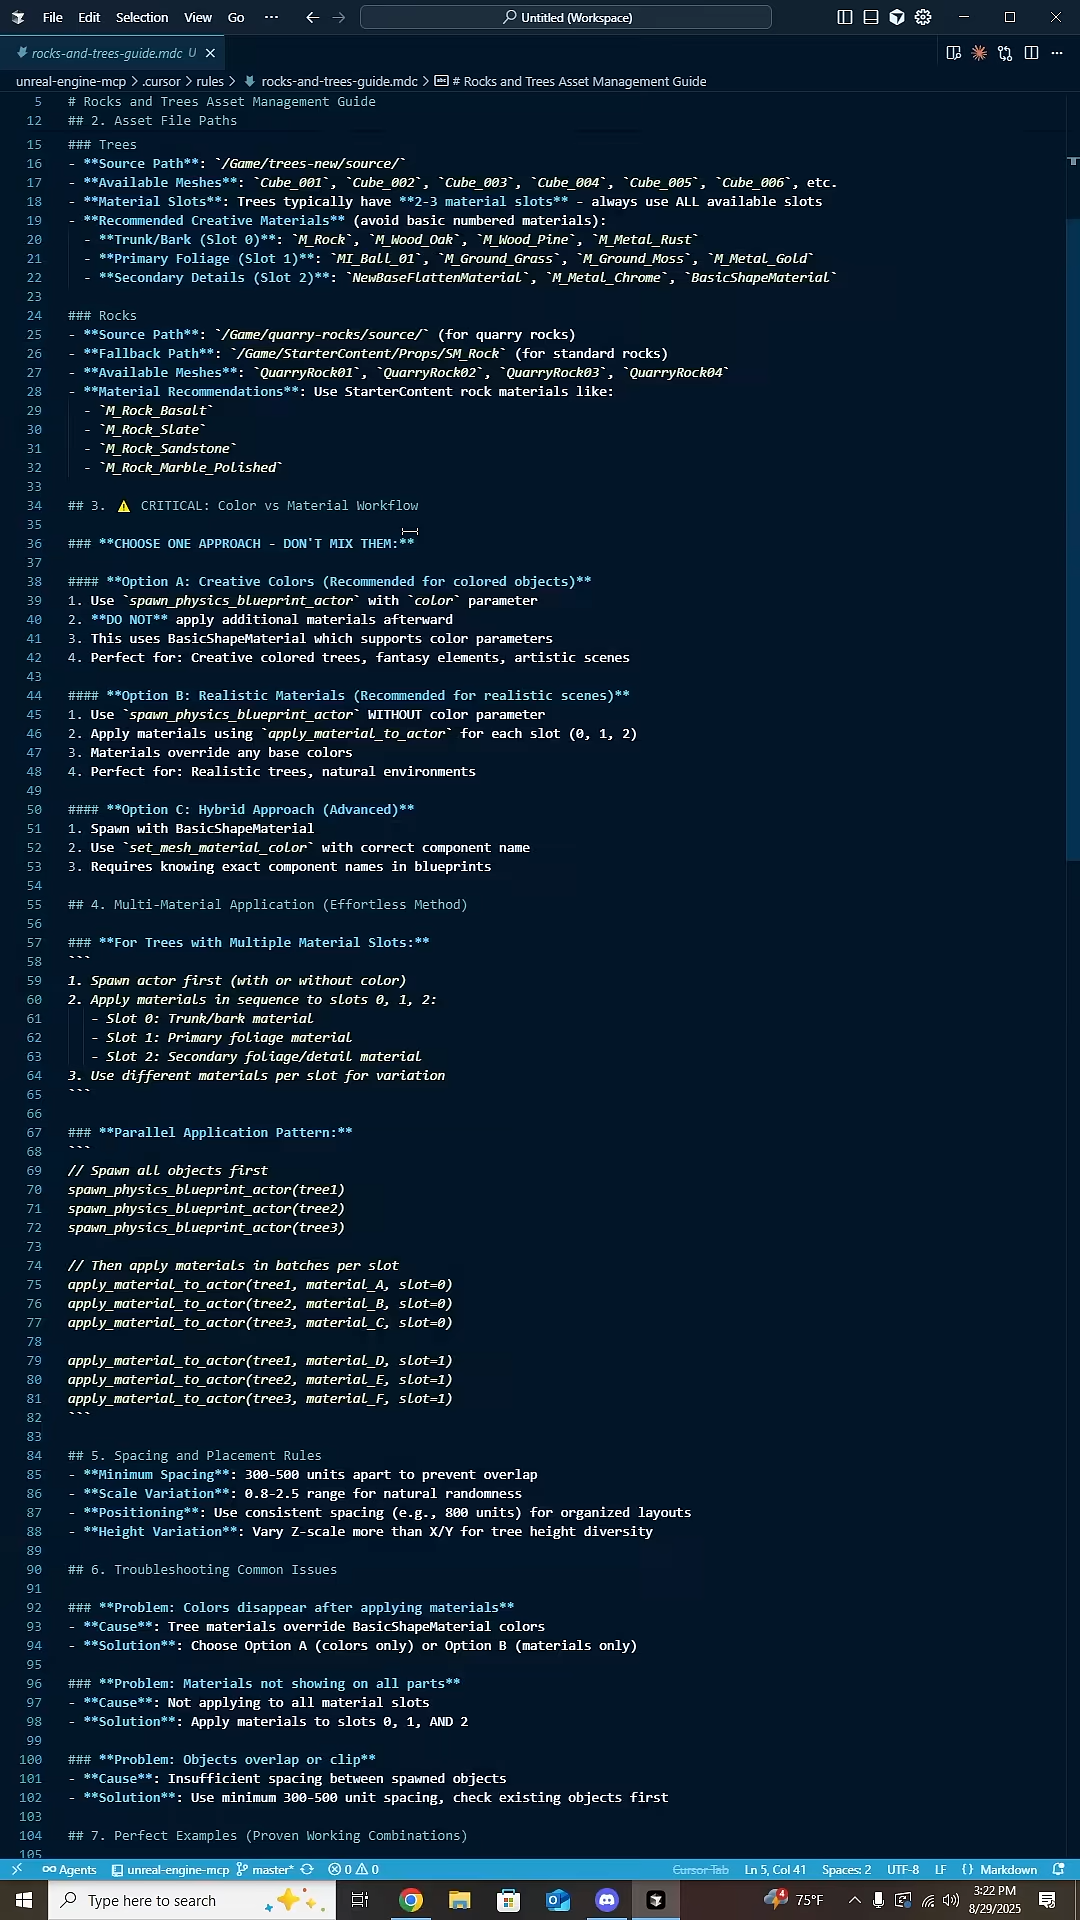 File Edit Selection View Go ··· Untitled (Workspace)
rocks-and-trees-guide.mdc U
unreal-engine-mcp > .cursor > rules > rocks-and-trees-guide.mdc > # Rocks and Trees Asset Management Guide
5 # Rocks and Trees Asset Management Guide
12 ## 2. Asset File Paths
15 ### Trees
16 - **Source Path**: `/Game/trees-new/source/`
17 - **Available Meshes**: `Cube_001`, `Cube_002`, `Cube_003`, `Cube_004`, `Cube_005`, `Cube_006`, etc.
18 - **Material Slots**: Trees typically have **2-3 material slots** - always use ALL available slots
19 - **Recommended Creative Materials** (avoid basic numbered materials):
20 - **Trunk/Bark (Slot 0)**: `M_Rock`, `M_Wood_Oak`, `M_Wood_Pine`, `M_Metal_Rust`
21 - **Primary Foliage (Slot 1)**: `MI_Ball_01`, `M_Ground_Grass`, `M_Ground_Moss`, `M_Metal_Gold`
22 - **Secondary Details (Slot 2)**: `NewBaseFlattenMaterial`, `M_Metal_Chrome`, `BasicShapeMaterial`
23
24 ### Rocks
25 - **Source Path**: `/Game/quarry-rocks/source/` (for quarry rocks)
26 - **Fallback Path**: `/Game/StarterContent/Props/SM_Rock` (for standard rocks)
27 - **Available Meshes**: `QuarryRock01`, `QuarryRock02`, `QuarryRock03`, `QuarryRock04`
28 - **Material Recommendations**: Use StarterContent rock materials like:
29 - `M_Rock_Basalt`
30 - `M_Rock_Slate`
31 - `M_Rock_Sandstone`
32 - `M_Rock_Marble_Polished`
33
34 ## 3. ⚠ CRITICAL: Color vs Material Workflow
35
36 ### **CHOOSE ONE APPROACH - DON'T MIX THEM:**
37
38 #### **Option A: Creative Colors (Recommended for colored objects)**
39 1. Use `spawn_physics_blueprint_actor` with `color` parameter
40 2. **DO NOT** apply additional materials afterward
41 3. This uses BasicShapeMaterial which supports color parameters
42 4. Perfect for: Creative colored trees, fantasy elements, artistic scenes
43
44 #### **Option B: Realistic Materials (Recommended for realistic scenes)**
45 1. Use `spawn_physics_blueprint_actor` WITHOUT color parameter
46 2. Apply materials using `apply_material_to_actor` for each slot (0, 1, 2)
47 3. Materials override any base colors
48 4. Perfect for: Realistic trees, natural environments
49
50 #### **Option C: Hybrid Approach (Advanced)**
51 1. Spawn with BasicShapeMaterial
52 2. Use `set_mesh_material_color` with correct component name
53 3. Requires knowing exact component names in blueprints
54
55 ## 4. Multi-Material Application (Effortless Method)
56
57 ### **For Trees with Multiple Material Slots:**
58 ```
59 1. Spawn actor first (with or without color)
60 2. Apply materials in sequence to slots 0, 1, 2:
61 - Slot 0: Trunk/bark material
62 - Slot 1: Primary foliage material
63 - Slot 2: Secondary foliage/detail material
64 3. Use different materials per slot for variation
65 ```
66
67 ### **Parallel Application Pattern:**
68 ```
69 // Spawn all objects first
70 spawn_physics_blueprint_actor(tree1)
71 spawn_physics_blueprint_actor(tree2)
72 spawn_physics_blueprint_actor(tree3)
73
74 // Then apply materials in batches per slot
75 apply_material_to_actor(tree1, material_A, slot=0)
76 apply_material_to_actor(tree2, material_B, slot=0)
77 apply_material_to_actor(tree3, material_C, slot=0)
78
79 apply_material_to_actor(tree1, material_D, slot=1)
80 apply_material_to_actor(tree2, material_E, slot=1)
81 apply_material_to_actor(tree3, material_F, slot=1)
82 ```
83
84 ## 5. Spacing and Placement Rules
85 - **Minimum Spacing**: 300-500 units apart to prevent overlap
86 - **Scale Variation**: 0.8-2.5 range for natural randomness
87 - **Positioning**: Use consistent spacing (e.g., 800 units) for organized layouts
88 - **Height Variation**: Vary Z-scale more than X/Y for tree height diversity
89
90 ## 6. Troubleshooting Common Issues
91
92 ### **Problem: Colors disappear after applying materials**
93 - **Cause**: Tree materials override BasicShapeMaterial colors
94 - **Solution**: Choose Option A (colors only) or Option B (materials only)
95
96 ### **Problem: Materials not showing on all parts**
97 - **Cause**: Not applying to all material slots
98 - **Solution**: Apply materials to slots 0, 1, AND 2
99
100 ### **Problem: Objects overlap or clip**
101 - **Cause**: Insufficient spacing between spawned objects
102 - **Solution**: Use minimum 300-500 unit spacing, check existing objects first
103
104 ## 7. Perfect Examples (Proven Working Combinations)
105
Agents unreal-engine-mcp master* 0 0 Cursor Tab Ln 5, Col 41 Spaces: 2 UTF-8 LF {} Markdown
Type here to search 4 75°F 3:22 PM
8/29/2025